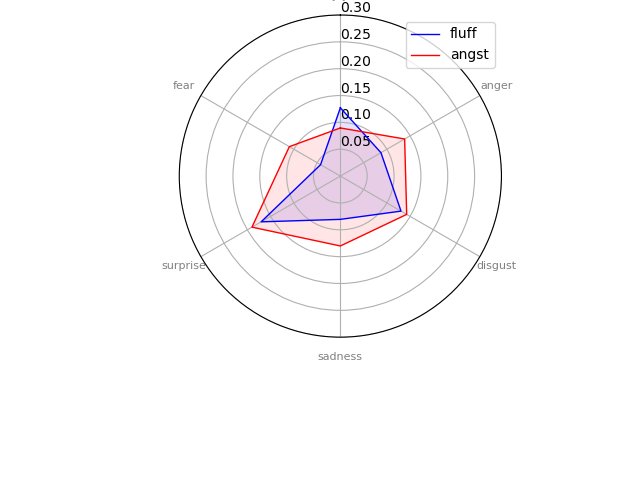 0.30
fluff
angst
0.25
0.20
0.15
0.10
0.05
fear
anger
surprise
disgust
sadness